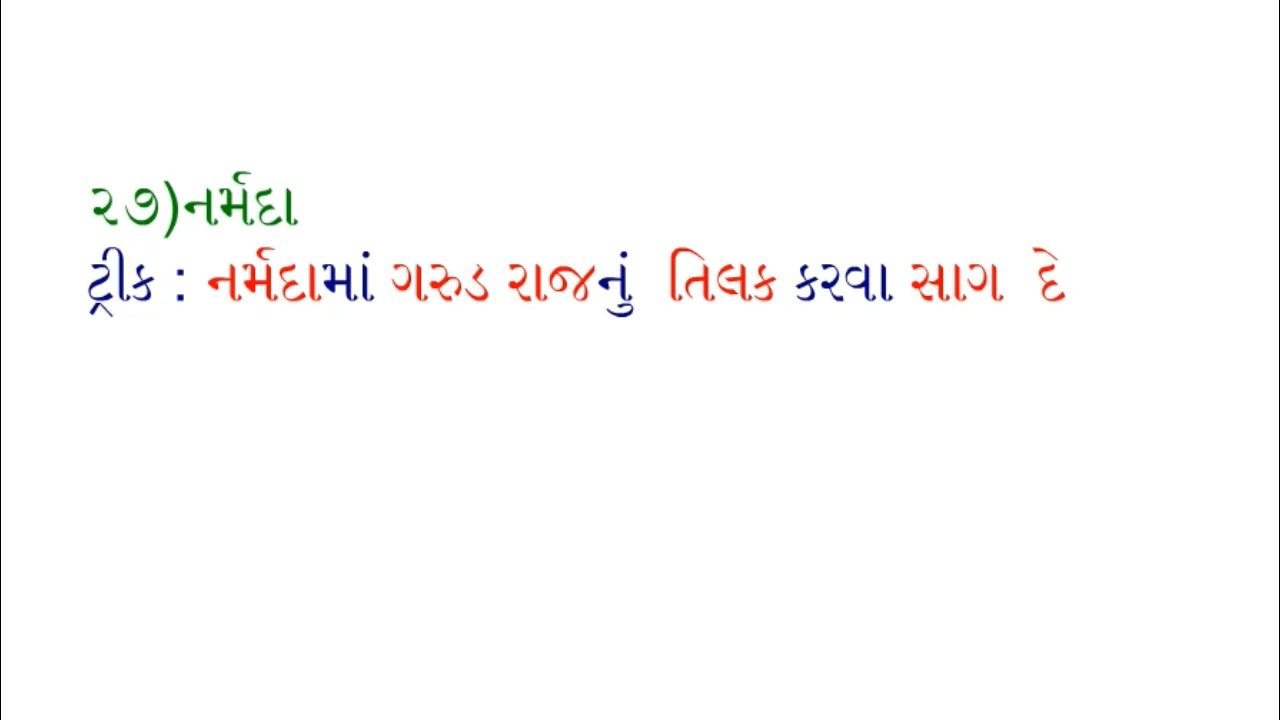 ૨૭)નર્મદા
ટ્રીક : નર્મદામાં ગરુડ રાજનું તિલક કરવા સાગ દે